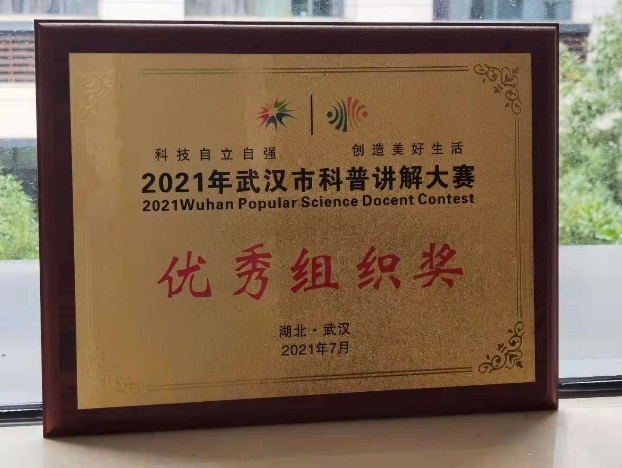 科技自立自强 创造美好生活
2021年武汉市科普讲解大赛
2021Wuhan Popular Science Docent Contest
优秀组织奖
湖北·武汉
2021年7月